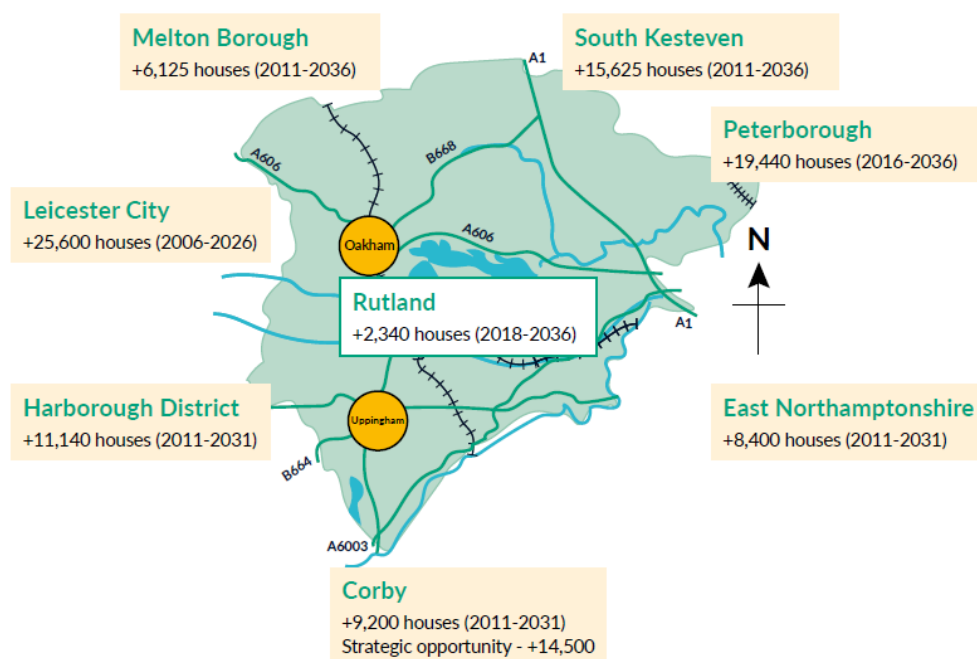 Melton Borough
+6,125 houses (2011-2036)
South Kesteven
+15,625 houses (2011-2036)
A1
Peterborough
+19,440 houses (2016-2036)
A606
B668
Leicester City
+25,600 houses (2006-2026)
Oakham
A606
N
Rutland
+2,340 houses (2018-2036)
A1
Harborough District
+11,140 houses (2011-2031)
Uppingham
East Northamptonshire
+8,400 houses (2011-2031)
B664
A6003
Corby
+9,200 houses (2011-2031)
Strategic opportunity - +14,500